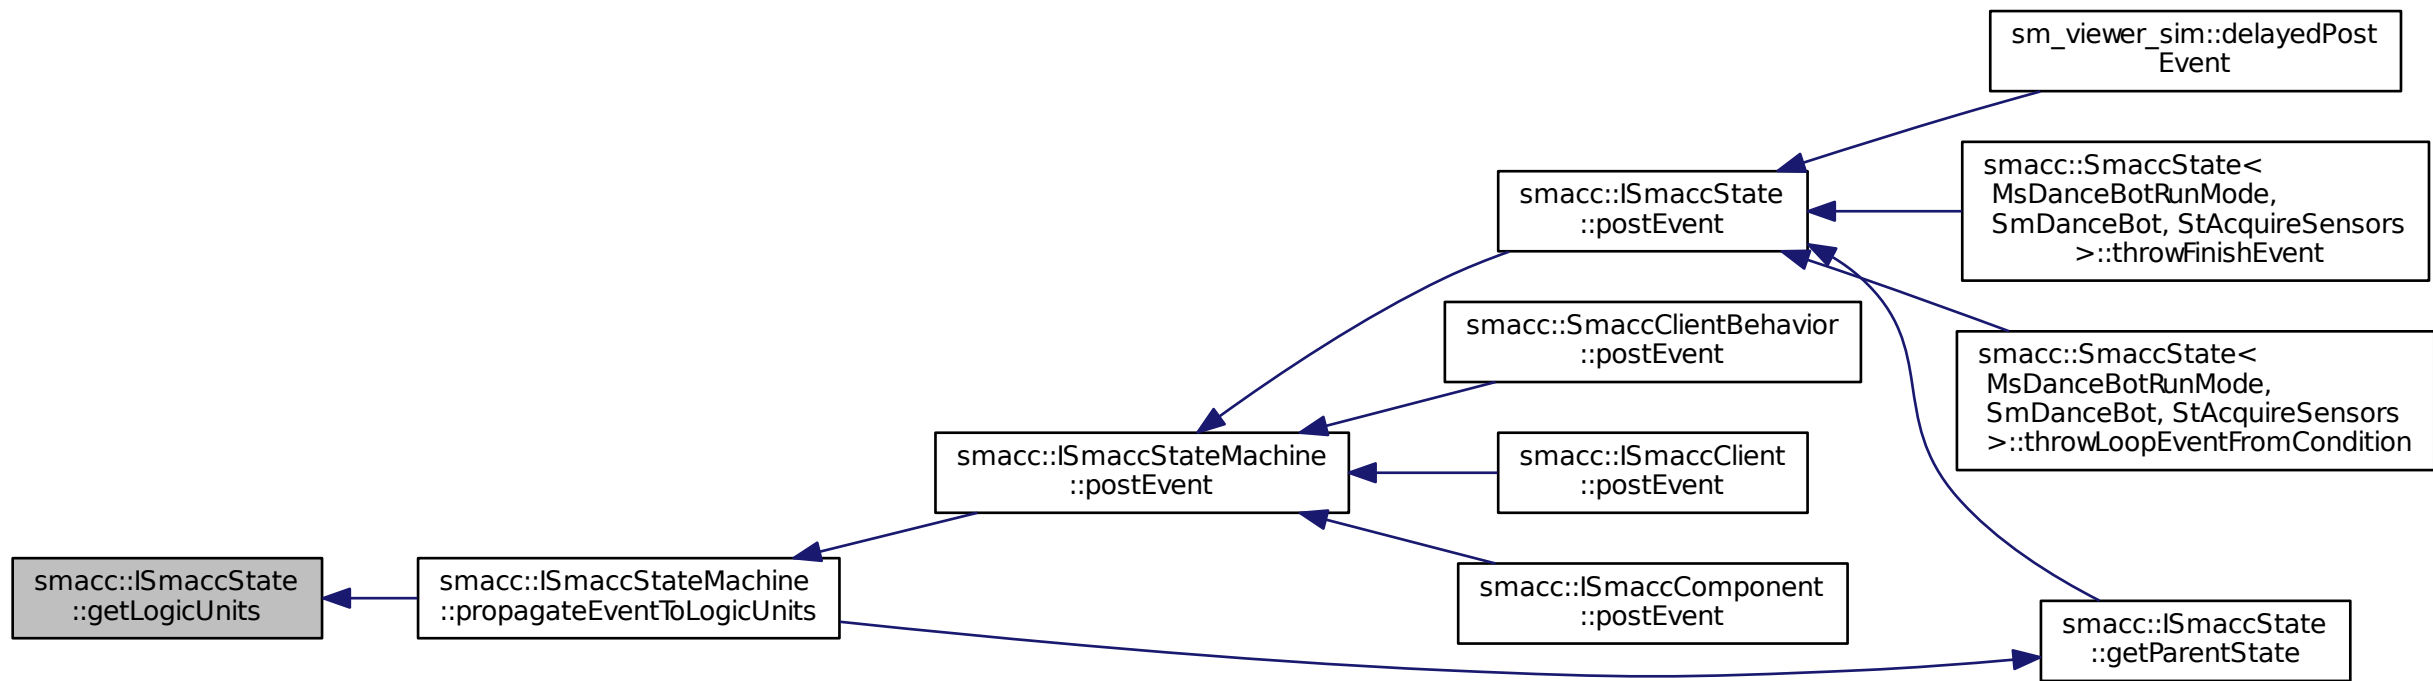 sm_viewer_sim::delayedPost
Event
smacc::SmaccState<
MsDanceBotRunMode,
SmDanceBot, StAcquireSensors
>::throwFinishEvent
smacc::ISmaccState
::postEvent
smacc::SmaccClientBehavior
::postEvent
smacc::SmaccState<
MsDanceBotRunMode,
SmDanceBot, StAcquireSensors
>::throwLoopEventFromCondition
smacc::ISmaccStateMachine
::postEvent
smacc::ISmaccClient
::postEvent
smacc::ISmaccState
::getLogicUnits
smacc::ISmaccStateMachine
::propagateEventToLogicUnits
smacc::ISmaccComponent
::postEvent
smacc::ISmaccState
::getParentState